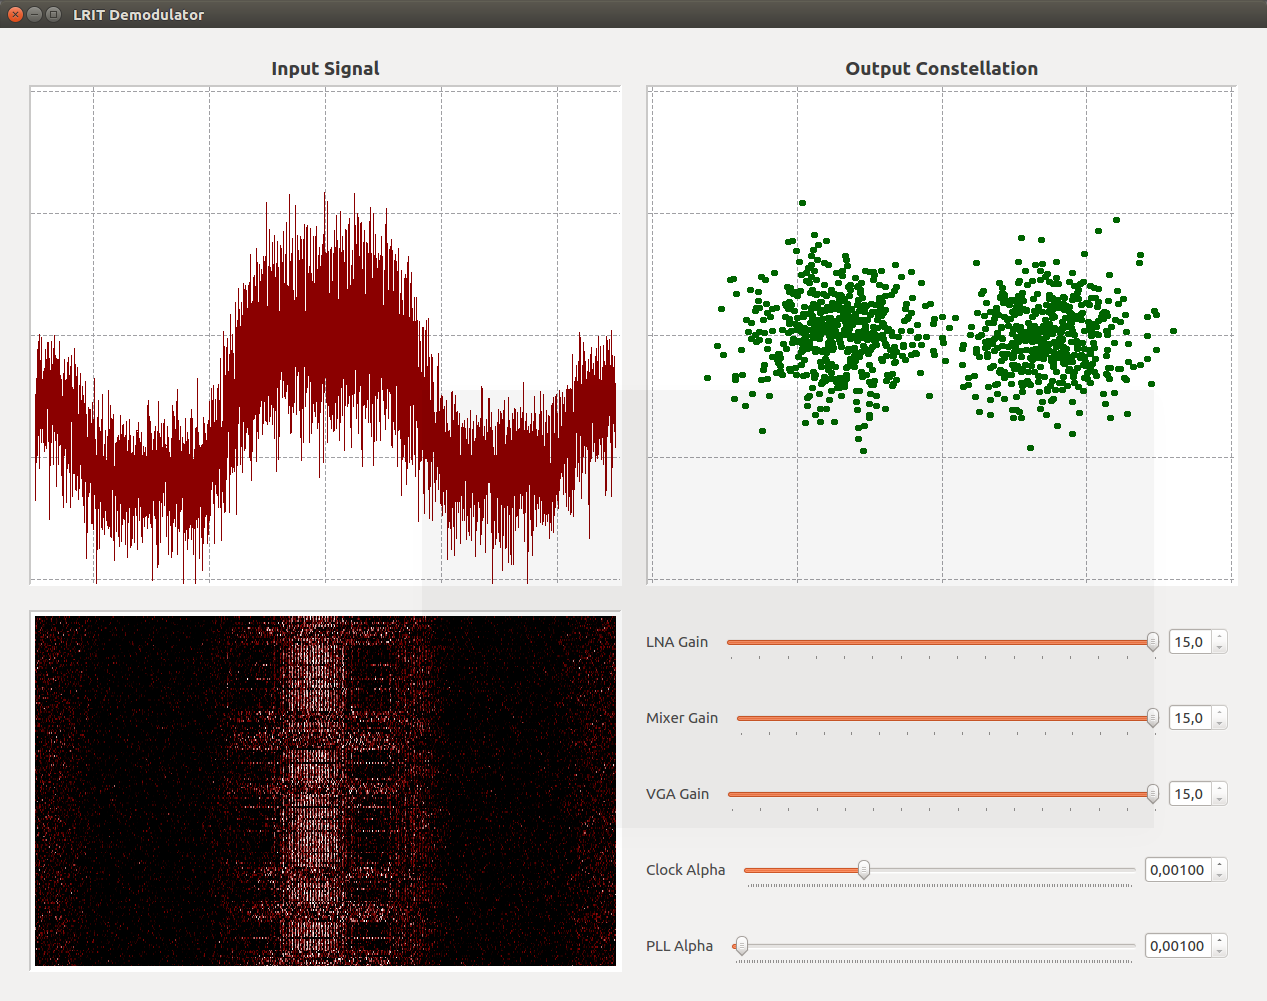 LRIT Demodulator
Input Signal
Output Constellation
LNA Gain 15,0
Mixer Gain 15,0
VGA Gain 15,0
Clock Alpha 0,00100
PLL Alpha 0,00100